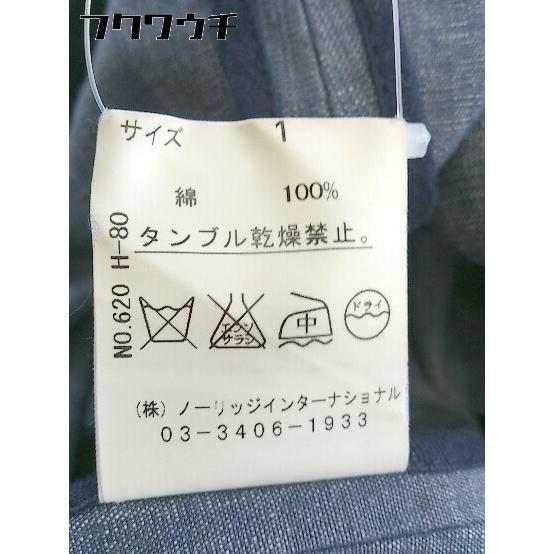 フクワウチ
サイズ 1
綿 100%
タンブル乾燥禁止。
NO.620 H-80
エンソ
サラシ
中
ドライ
(株) ノーリッジインターナショナル
03-3406-1933